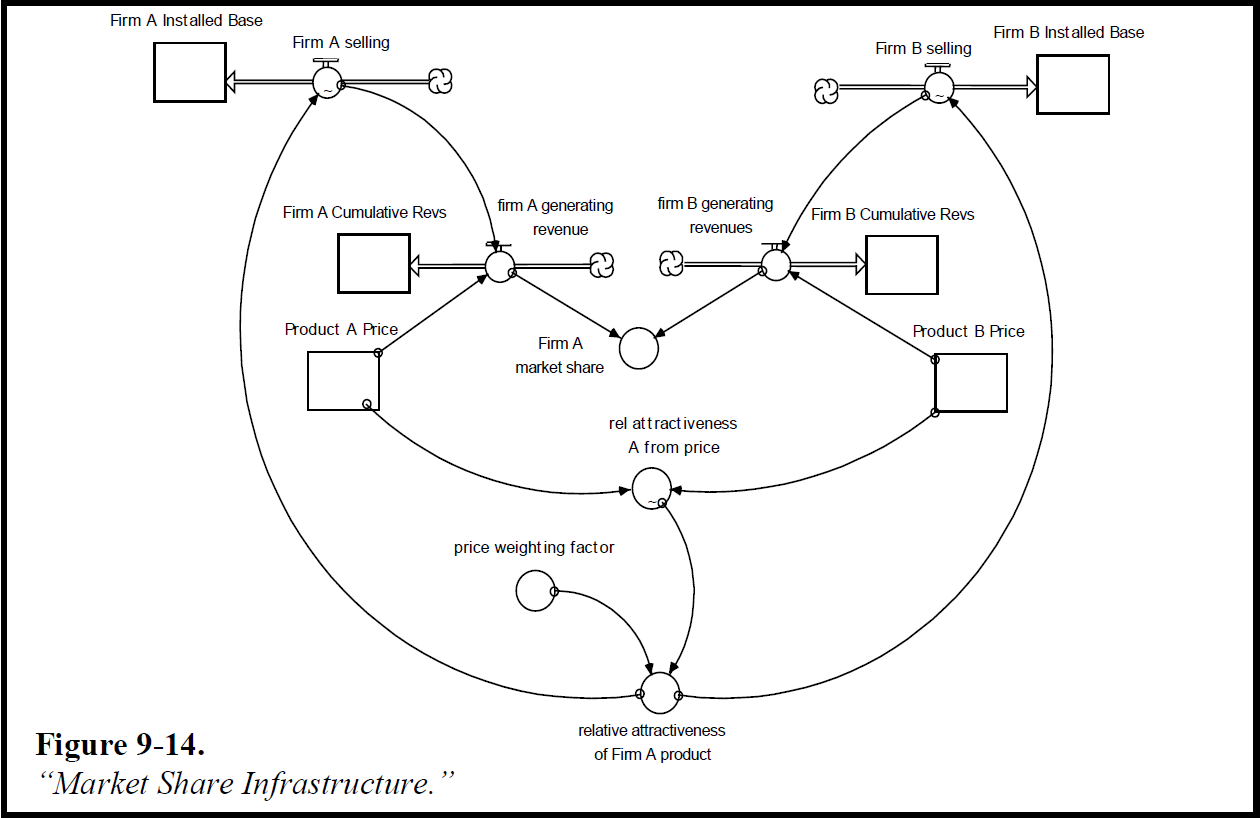 Firm A Installed Base
Firm A selling
Firm B selling
Firm B Installed Base
Firm A Cumulative Revs
firm A generating
revenue
firm B generating
revenues
Firm B Cumulative Revs
Product A Price
Firm A
market share
Product B Price
rel attractiveness
A from price
price weighting factor
relative attractiveness
of Firm A product
Figure 9-14.
“Market Share Infrastructure.”
~
~
~